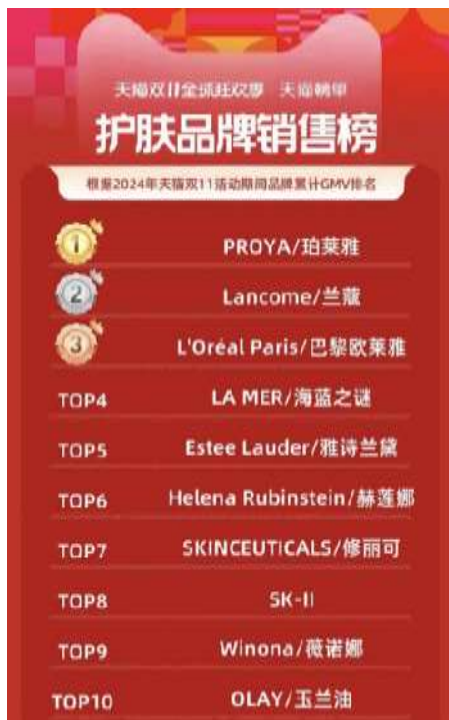 天猫双11全球狂欢季 天猫榜单
护肤品牌销售榜
根据2024年天猫双11活动期间品牌累计GMV排名
1 PROYA/珀莱雅
2 Lancome/兰蔻
3 L'Oréal Paris/巴黎欧莱雅
TOP4 LA MER/海蓝之谜
TOP5 Estee Lauder/雅诗兰黛
TOP6 Helena Rubinstein/赫莲娜
TOP7 SKINCEUTICALS/修丽可
TOP8 SK-II
TOP9 Winona/薇诺娜
TOP10 OLAY/玉兰油